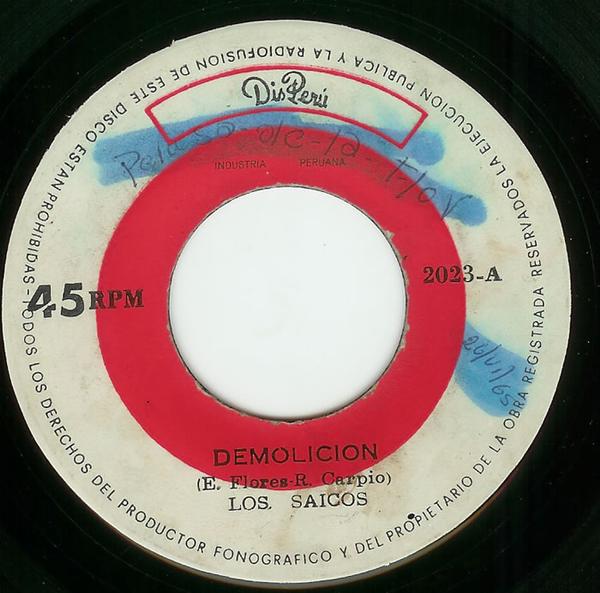 DisPerú
INDUSTRIA PERUANA
45 RPM
2023-A
DEMOLICION
(E. Flores-R. Carpio)
LOS. SAICOS
TODOS LOS DERECHOS DEL PRODUCTOR FONOGRAFICO Y DEL PROPIETARIO DE LA OBRA REGISTRADA RESERVADOS LA EJECUCION PUBLICA Y LA RADIOFUSION DE ESTE DISCO ESTAN PROHIBIDAS